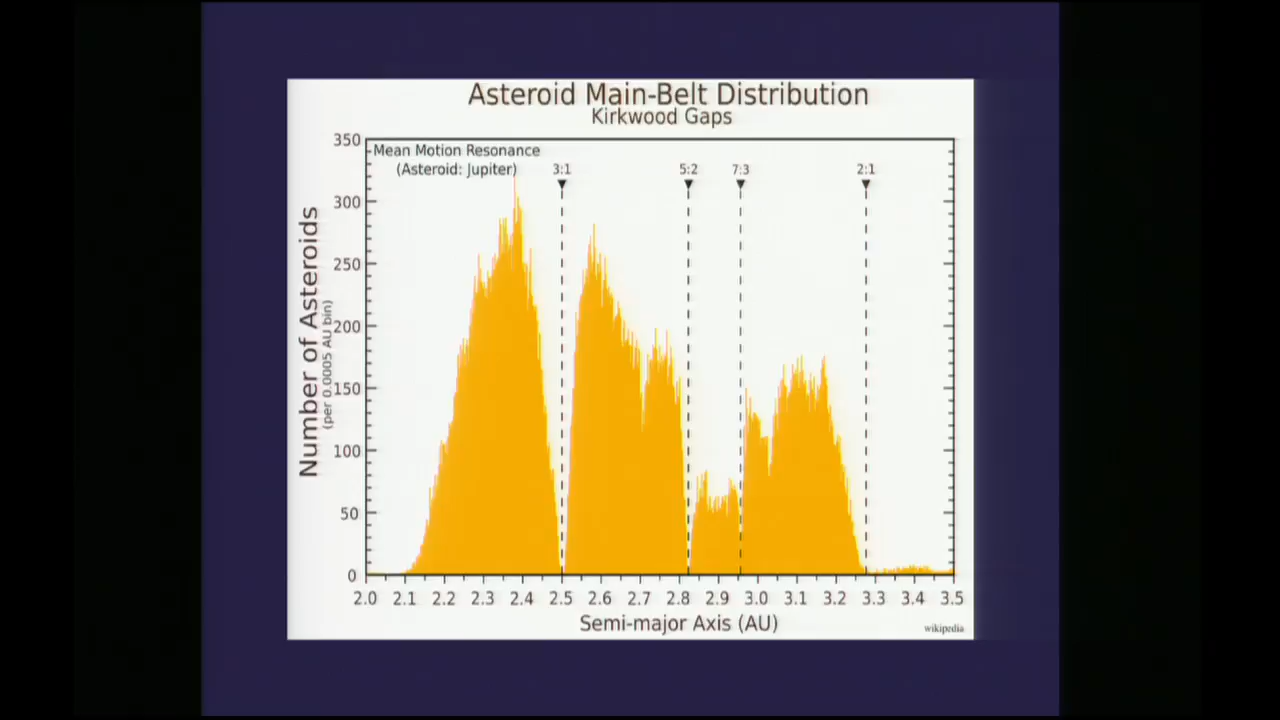 Asteroid Main-Belt Distribution
Kirkwood Gaps
Mean Motion Resonance
(Asteroid: Jupiter)
3:1
5:2
7:3
2:1
Number of Asteroids
(per 0.0005 AU bin)
350
300
250
200
150
100
50
0
2.0 2.1 2.2 2.3 2.4 2.5 2.6 2.7 2.8 2.9 3.0 3.1 3.2 3.3 3.4 3.5
Semi-major Axis (AU)
wikipedia